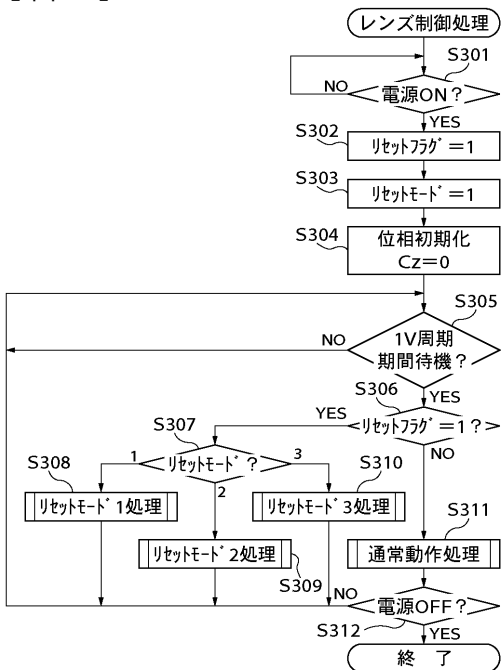 レンズ制御処理
S301
電源ON？
NO
YES
S302
ﾘｾｯﾄﾌﾗｸﾞ＝1
S303
ﾘｾｯﾄﾓｰﾄﾞ＝1
S304
位相初期化
Cz＝0
S305
1V周期
期間待機？
NO
YES
S306
ﾘｾｯﾄﾌﾗｸﾞ＝1？
YES
NO
S307
ﾘｾｯﾄﾓｰﾄﾞ？
1
2
3
S308
ﾘｾｯﾄﾓｰﾄﾞ1処理
S310
ﾘｾｯﾄﾓｰﾄﾞ3処理
S309
ﾘｾｯﾄﾓｰﾄﾞ2処理
S311
通常動作処理
NO
電源OFF？
S312
YES
終 了